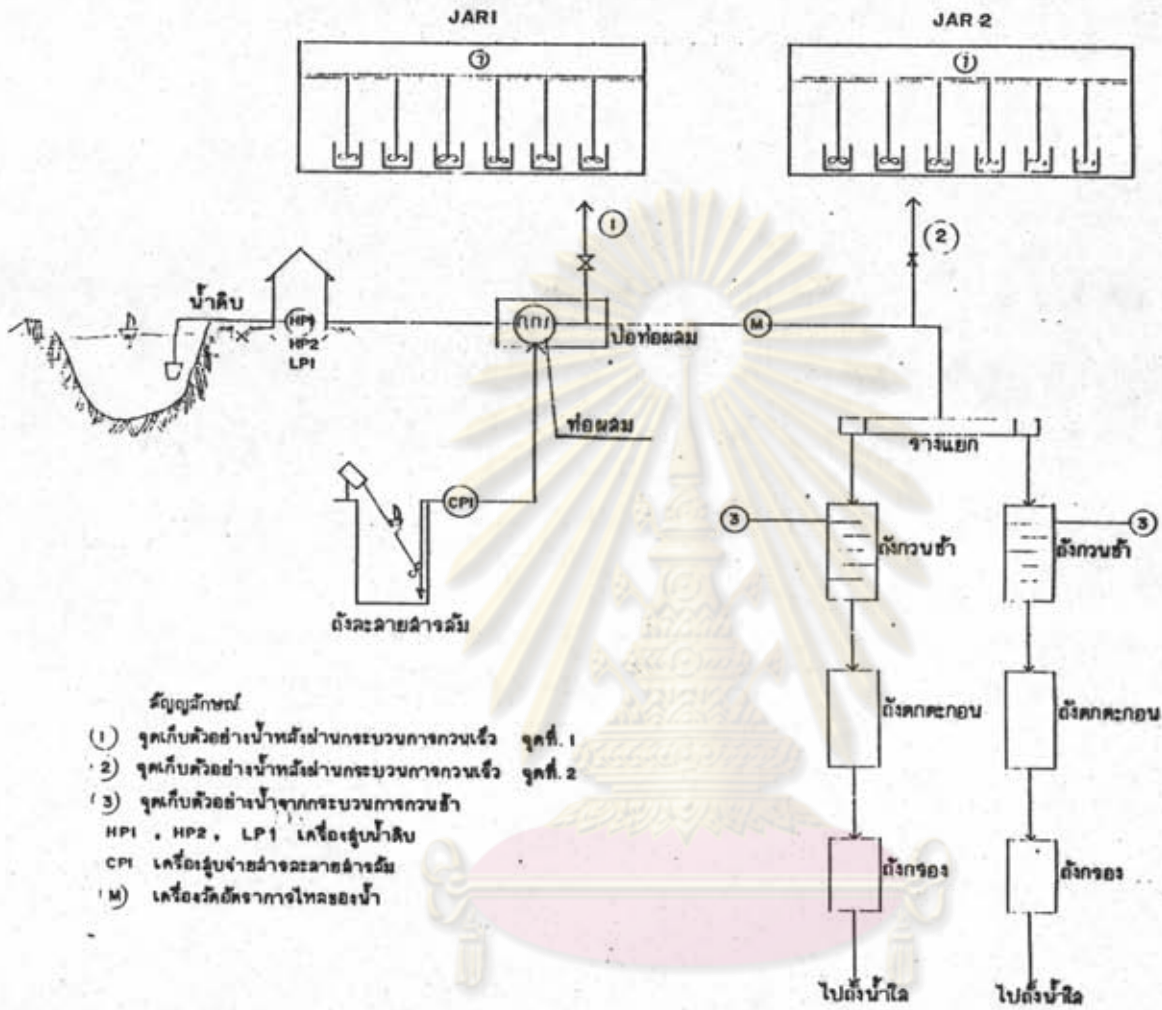 JAR1
JAR 2
(1)
(2)
น้ำดิบ
HP1
HP2
LP1
บ่อท่อผสม
M
ท่อผสม
รางแยก
CP1
3
3
ถังกวนช้า
ถังกวนช้า
ถังละลายสารส้ม
ถังตกตะกอน
ถังตกตะกอน
สัญญลักษณ์
(1) จุดเก็บตัวอย่างน้ำหลังผ่านกระบวนการกวนเร็ว จุดที่. 1
(2) จุดเก็บตัวอย่างน้ำหลังผ่านกระบวนการกวนเร็ว จุดที่. 2
(3) จุดเก็บตัวอย่างน้ำจากกระบวนการกวนช้า
HP1 , HP2 , LP1 เครื่องสูบน้ำดิบ
CP1 เครื่องสูบจ่ายสารละลายสารส้ม
(M) เครื่องวัดอัตราการไหลของน้ำ
ถังกรอง
ถังกรอง
ไปถังน้ำใส
ไปถังน้ำใส